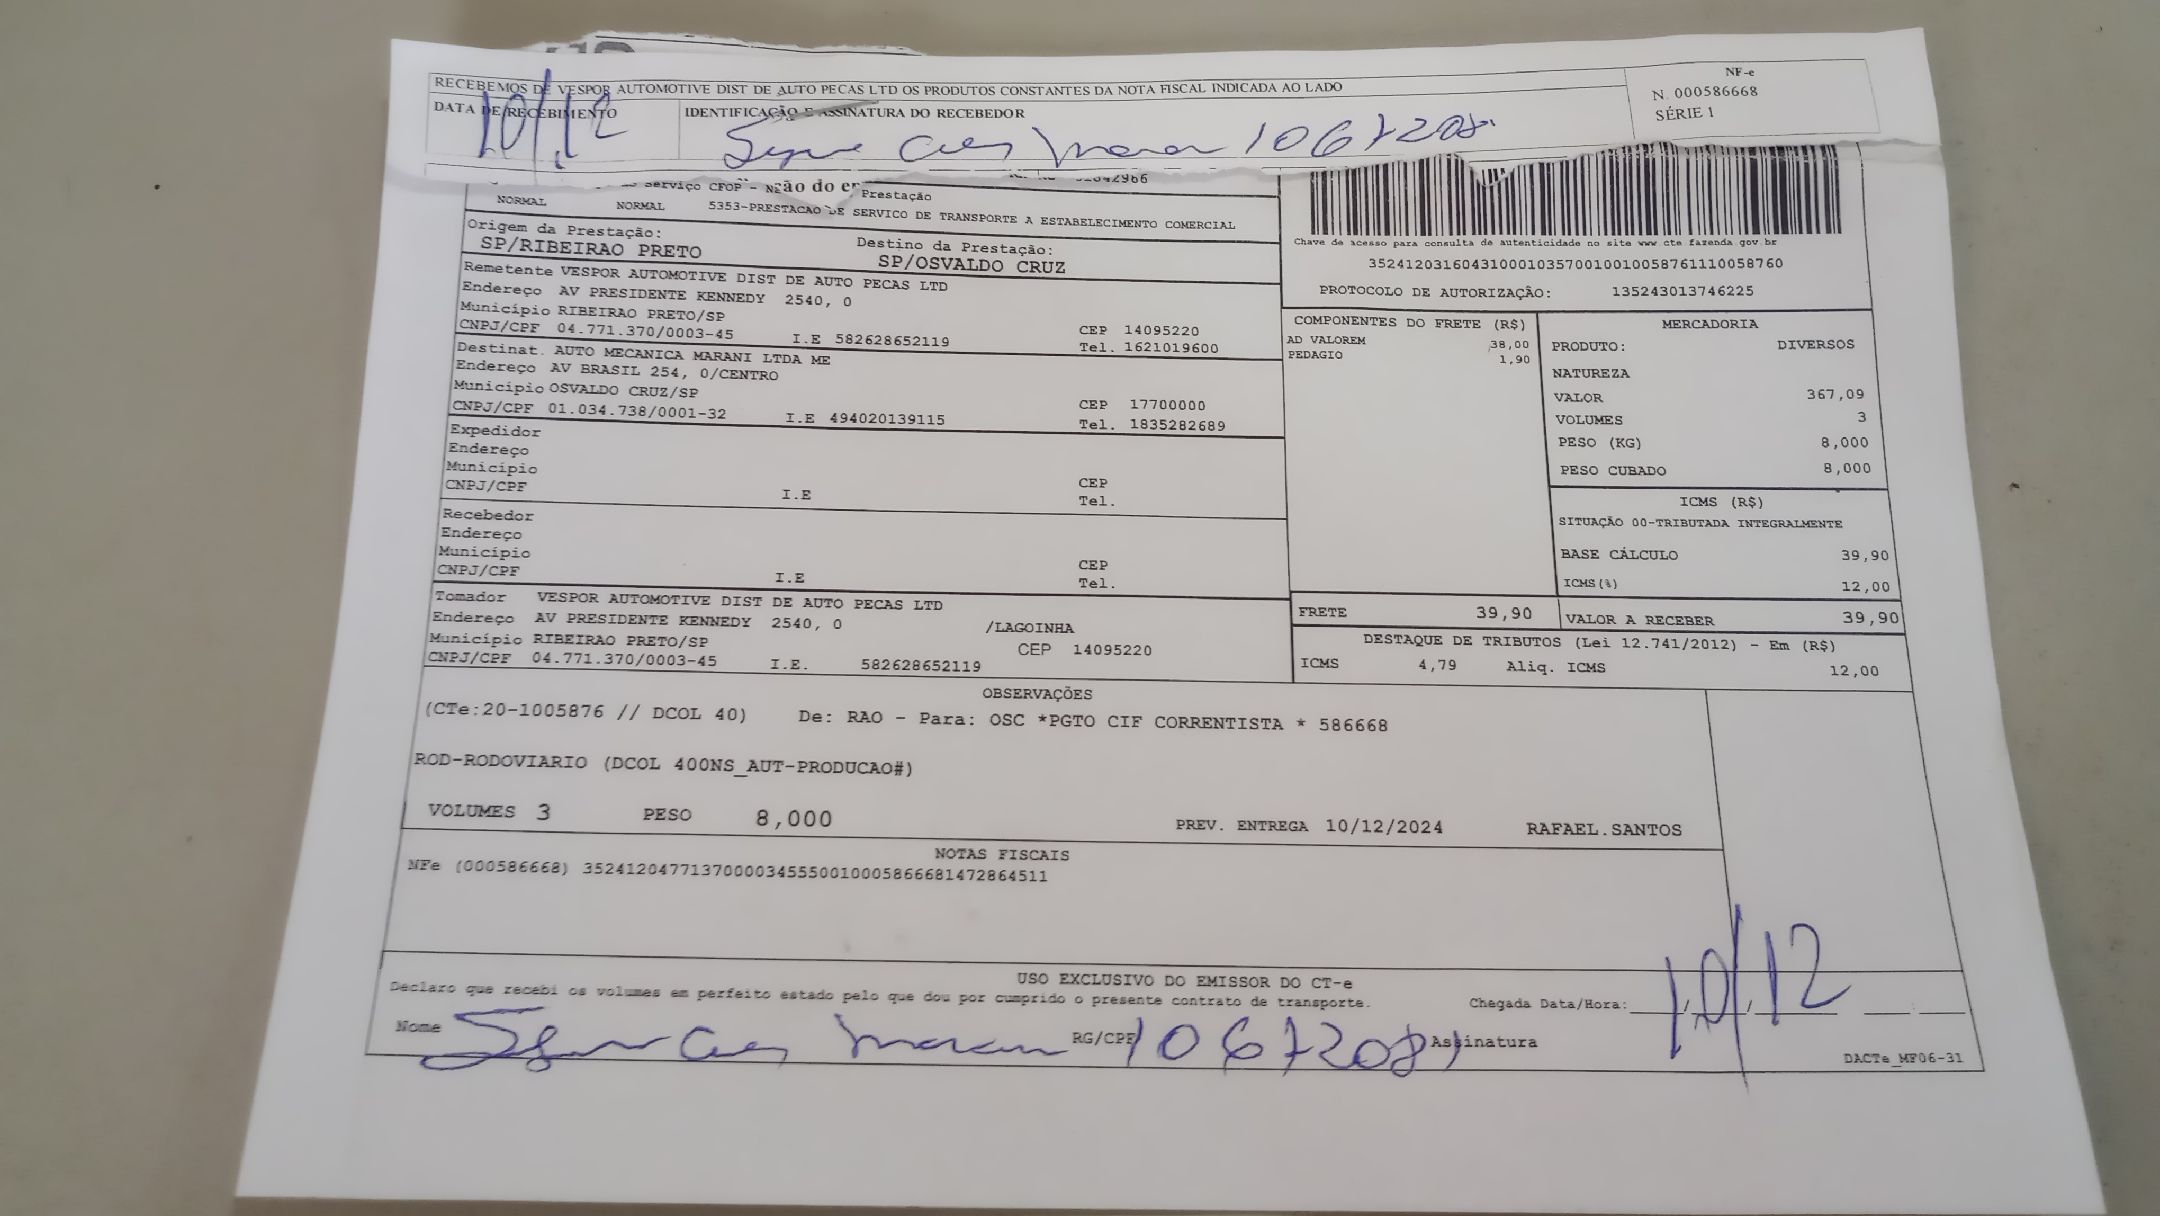 RECEBEMOS DE VESPOR AUTOMOTIVE DIST DE AUTO PECAS LTD OS PRODUTOS CONSTANTES DA NOTA FISCAL INDICADA AO LADO
NF-e
N. 000586668
SÉRIE 1
DATA DE RECEBIMENTO IDENTIFICAÇÃO E ASSINATURA DO RECEBEDOR
10/12
Serviço CFOP - Prestação
NORMAL NORMAL 5353-PRESTACAO DE SERVICO DE TRANSPORTE A ESTABELECIMENTO COMERCIAL
Origem da Prestação: Destino da Prestação:
SP/RIBEIRAO PRETO SP/OSVALDO CRUZ
Chave de acesso para consulta de autenticidade no site www cte fazenda gov br
35241203160431000103570010010058761110058760
PROTOCOLO DE AUTORIZAÇÃO: 135243013746225
Remetente VESPOR AUTOMOTIVE DIST DE AUTO PECAS LTD
Endereço AV PRESIDENTE KENNEDY 2540, 0
Município RIBEIRAO PRETO/SP CEP 14095220
CNPJ/CPF 04.771.370/0003-45 I.E 582628652119 Tel. 1621019600
Destinat. AUTO MECANICA MARANI LTDA ME
Endereço AV BRASIL 254, 0/CENTRO
Município OSVALDO CRUZ/SP CEP 17700000
CNPJ/CPF 01.034.738/0001-32 I.E 494020139115 Tel. 1835282689
Expedidor
Endereço
Município CEP
CNPJ/CPF I.E Tel.
Recebedor
Endereço
Município CEP
CNPJ/CPF I.E Tel.
Tomador VESPOR AUTOMOTIVE DIST DE AUTO PECAS LTD
Endereço AV PRESIDENTE KENNEDY 2540, 0 /LAGOINHA
Município RIBEIRAO PRETO/SP CEP 14095220
CNPJ/CPF 04.771.370/0003-45 I.E. 582628652119
COMPONENTES DO FRETE (R$)
AD VALOREM 38,00
PEDAGIO 1,90
MERCADORIA
PRODUTO: DIVERSOS
NATUREZA
VALOR 367,09
VOLUMES 3
PESO (KG) 8,000
PESO CUBADO 8,000
ICMS (R$)
SITUAÇÃO 00-TRIBUTADA INTEGRALMENTE
BASE CÁLCULO 39,90
ICMS(%) 12,00
FRETE 39,90 VALOR A RECEBER 39,90
DESTAQUE DE TRIBUTOS (Lei 12.741/2012) - Em (R$)
ICMS 4,79 Aliq. ICMS 12,00
OBSERVAÇÕES
(CTe:20-1005876 // DCOL 40) De: RAO - Para: OSC *PGTO CIF CORRENTISTA * 586668
ROD-RODOVIARIO (DCOL 400NS_AUT-PRODUCAO#)
VOLUMES 3 PESO 8,000 PREV. ENTREGA 10/12/2024 RAFAEL.SANTOS
NOTAS FISCAIS
NFe (000586668) 35241204771370000345550010005866681472864511
USO EXCLUSIVO DO EMISSOR DO CT-e
Declaro que recebi os volumes em perfeito estado pelo que dou por cumprido o presente contrato de transporte. Chegada Data/Hora: 10/12
Nome RG/CPF Assinatura
DACTe_MF06-31